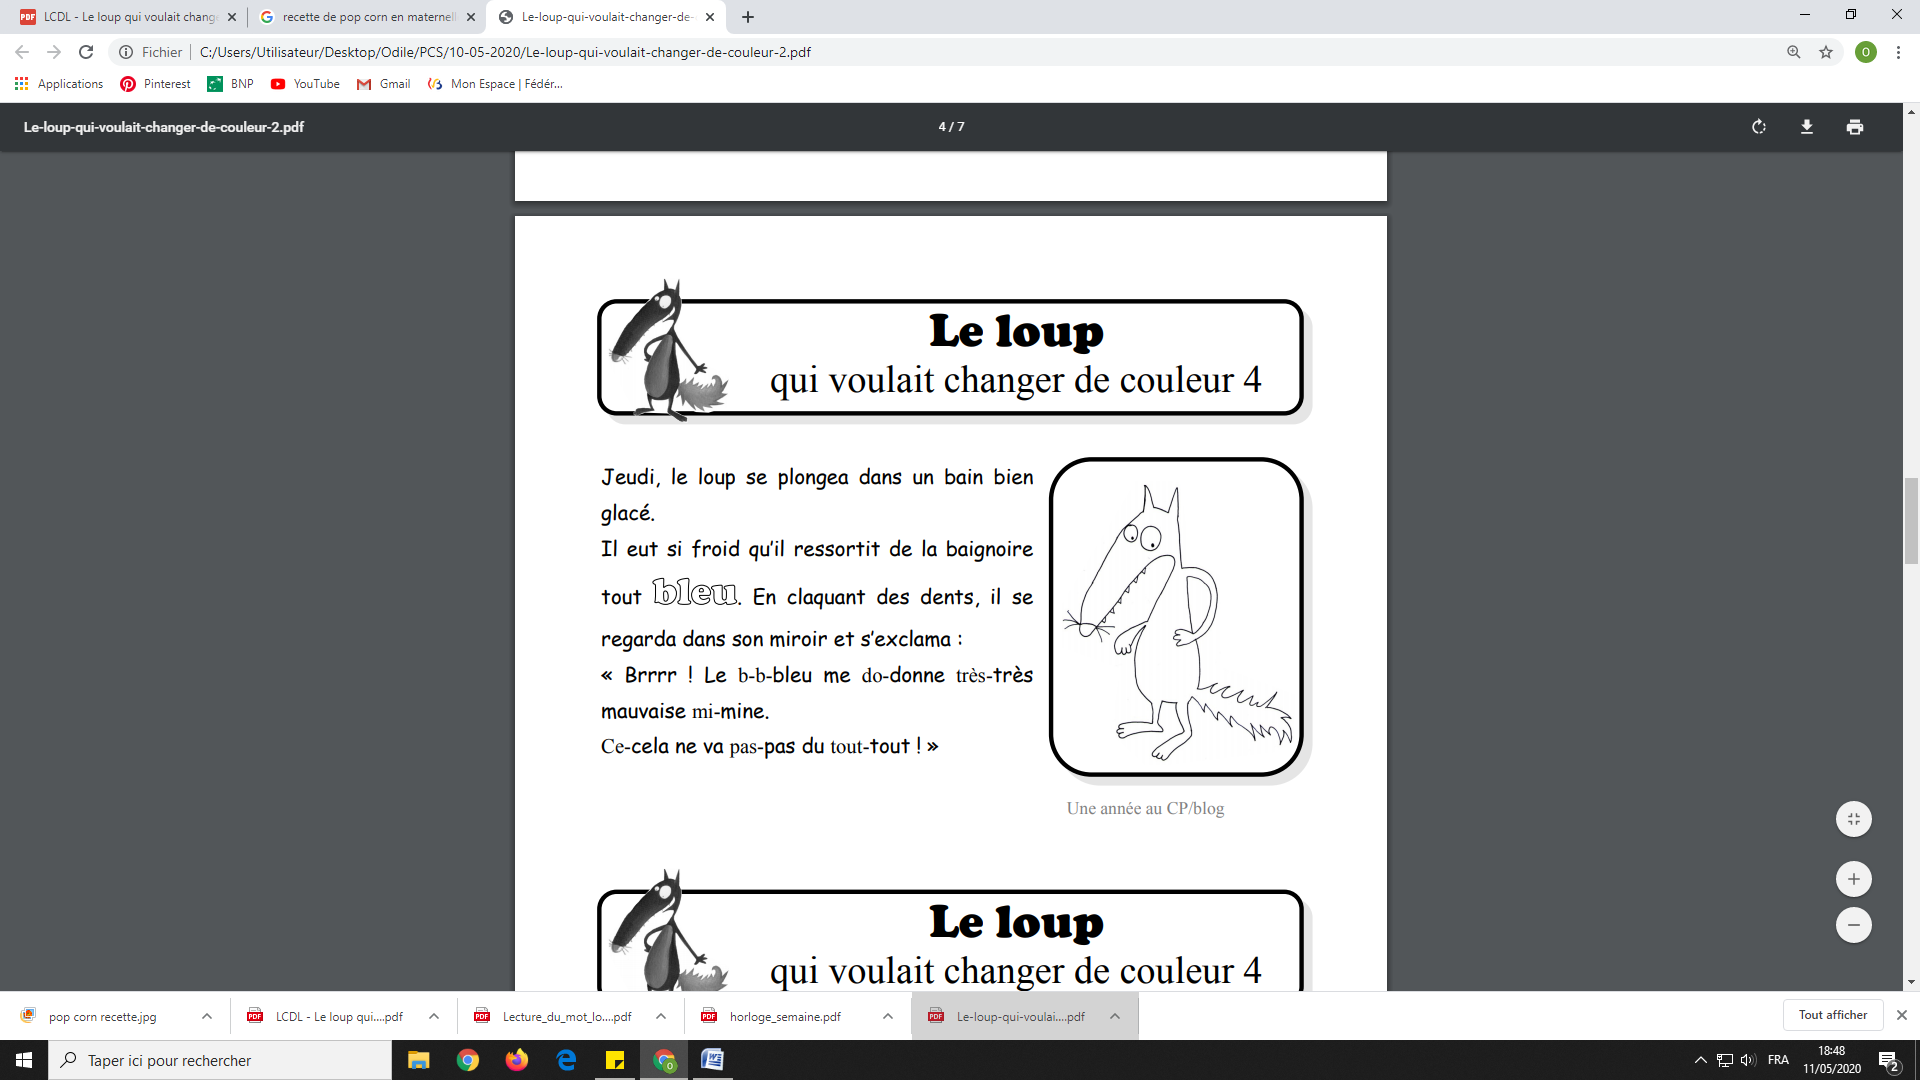 LCDL - Le loup qui voulait chang
recette de pop corn en maternell
Le-loup-qui-voulait-changer-de-
Fichier
C:/Users/Utilisateur/Desktop/Odile/PCS/10-05-2020/Le-loup-qui-voulait-changer-de-couleur-2.pdf
O
Applications
Pinterest
BNP
YouTube
Gmail
Mon Espace | Fédér...
Le-loup-qui-voulait-changer-de-couleur-2.pdf
4 / 7
Le loup
qui voulait changer de couleur 4
Jeudi, le loup se plongea dans un bain bien
glacé.
Il eut si froid qu'il ressortit de la baignoire
tout bleu. En claquant des dents, il se
regarda dans son miroir et s'exclama :
« Brrrr ! Le b-b-bleu me do-donne très-très
mauvaise mi-mine.
Ce-cela ne va pas-pas du tout-tout ! »
Une année au CP/blog
Le loup
qui voulait changer de couleur 4
pop corn recette.jpg
LCDL - Le loup qui....pdf
Lecture_du_mot_lo....pdf
horloge_semaine.pdf
Le-loup-qui-voulai....pdf
Tout afficher
Taper ici pour rechercher
FRA
18:48
11/05/2020
2